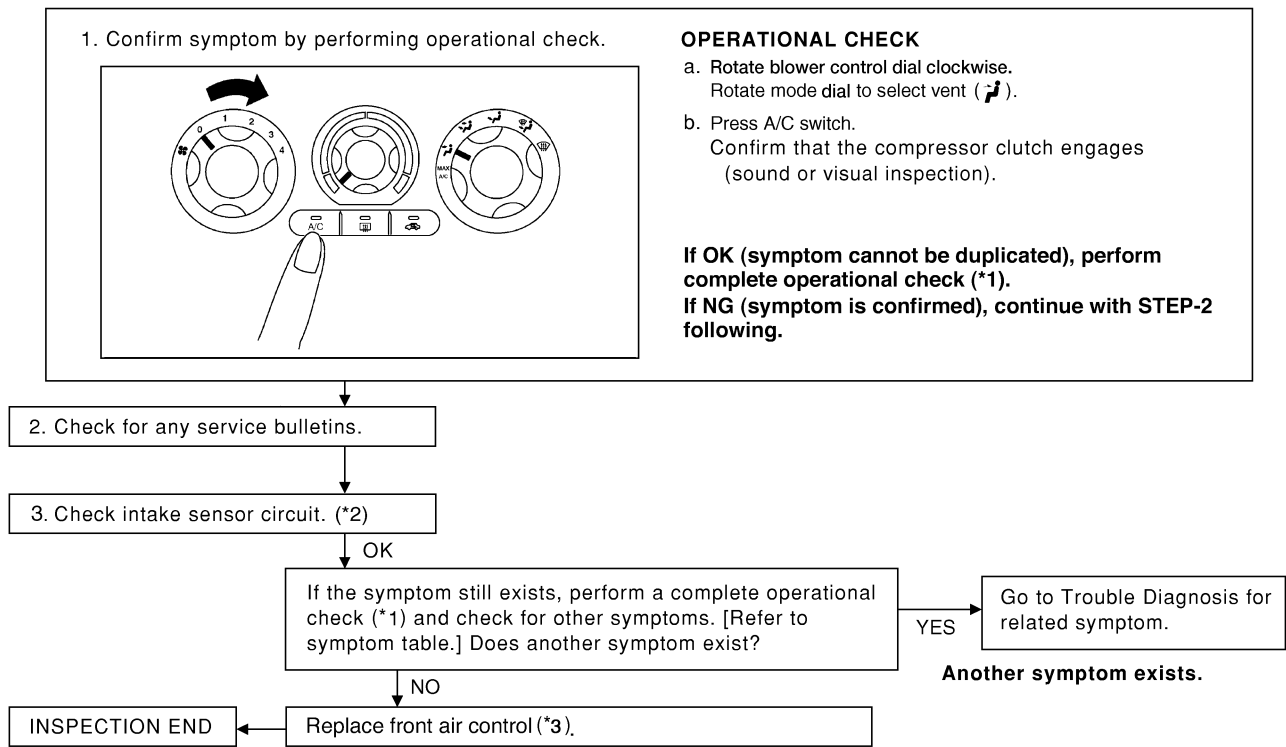 1. Confirm symptom by performing operational check.
0
1
2
3
4
MAX
A/C
A/C
OPERATIONAL CHECK
a. Rotate blower control dial clockwise.
Rotate mode dial to select vent ( ).
b. Press A/C switch.
Confirm that the compressor clutch engages
(sound or visual inspection).
If OK (symptom cannot be duplicated), perform
complete operational check (*1).
If NG (symptom is confirmed), continue with STEP-2
following.
2. Check for any service bulletins.
3. Check intake sensor circuit. (*2)
OK
If the symptom still exists, perform a complete operational
check (*1) and check for other symptoms. [Refer to
symptom table.] Does another symptom exist?
YES
Go to Trouble Diagnosis for
related symptom.
Another symptom exists.
NO
Replace front air control (*3).
INSPECTION END